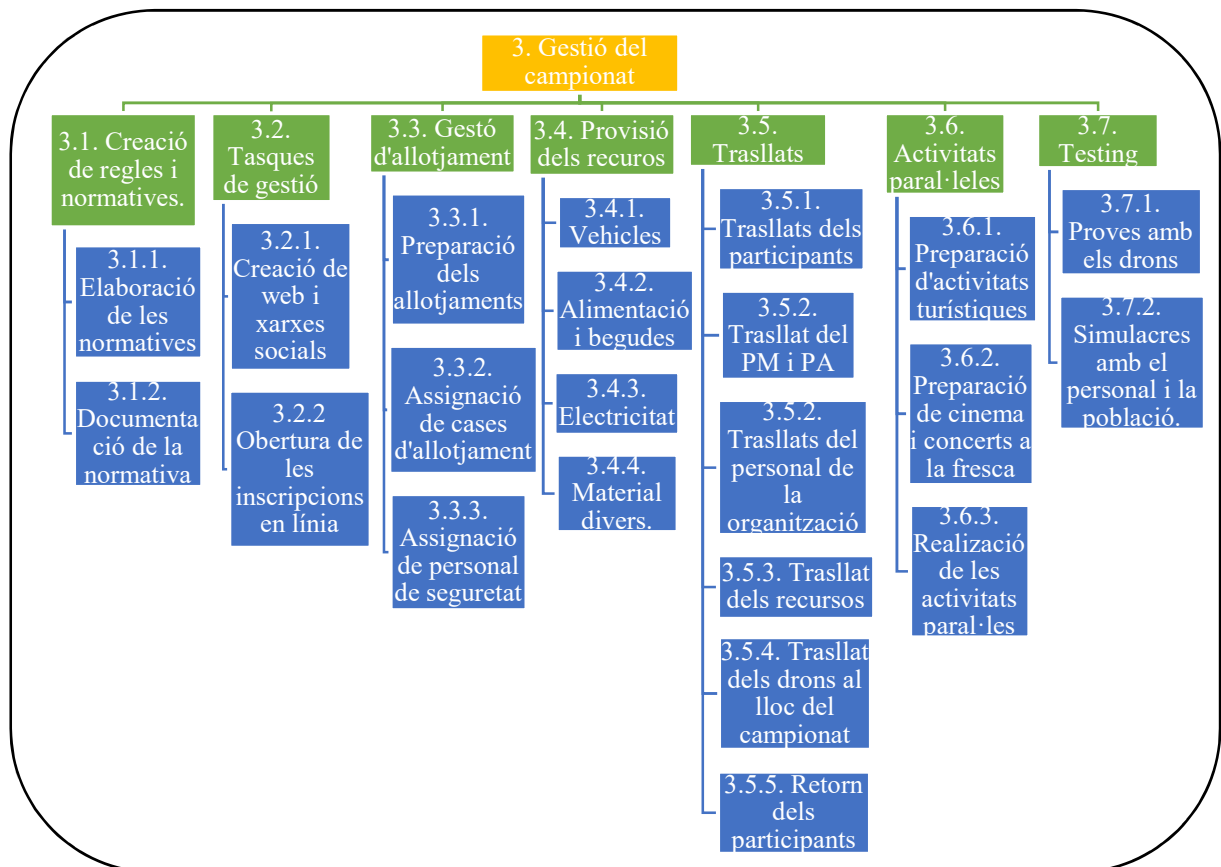 3. Gestió del
campionat
3.1. Creació
de regles i
normatives.
3.1.1.
Elaboració
de les
normatives
3.1.2.
Documenta
ció de la
normativa
3.2.
Tasques
de gestió
3.2.1.
Creació de
web i
xarxes
socials
3.2.2
Obertura de
les
inscripcions
en línia
3.3. Gestó
d'allotjament
3.3.1.
Preparació
dels
allotjaments
3.3.2.
Assignació
de cases
d'allotjament
3.3.3.
Assignació
de personal
de seguretat
3.4. Provisió
dels recuros
3.4.1.
Vehicles
3.4.2.
Alimentació
i begudes
3.4.3.
Electricitat
3.4.4.
Material
divers.
3.5.
Trasllats
3.5.1.
Trasllats dels
participants
3.5.2.
Trasllat del
PM i PA
3.5.2.
Trasllats del
personal de
la
organització
3.5.3. Trasllat
dels recursos
3.5.4. Trasllat
dels drons al
lloc del
campionat
3.5.5. Retorn
dels
participants
3.6.
Activitats
paral·leles
3.6.1.
Preparació
d'activitats
turístiques
3.6.2.
Preparació
de cinema
i concerts a
la fresca
3.6.3.
Realizació
de les
activitats
paral·les
3.7.
Testing
3.7.1.
Proves amb
els drons
3.7.2.
Simulacres
amb el
personal i la
població.